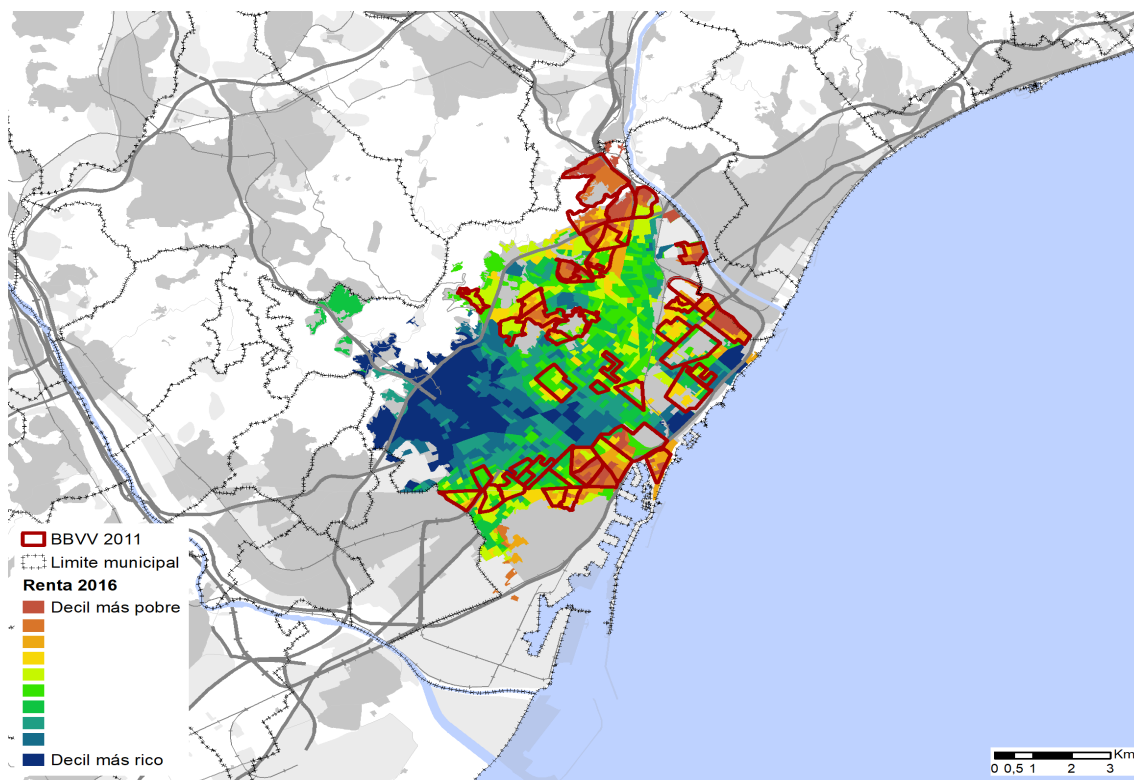 BBVV 2011
Limite municipal
Renta 2016
Decil más pobre
Decil más rico
Km
0 0,5 1 2 3